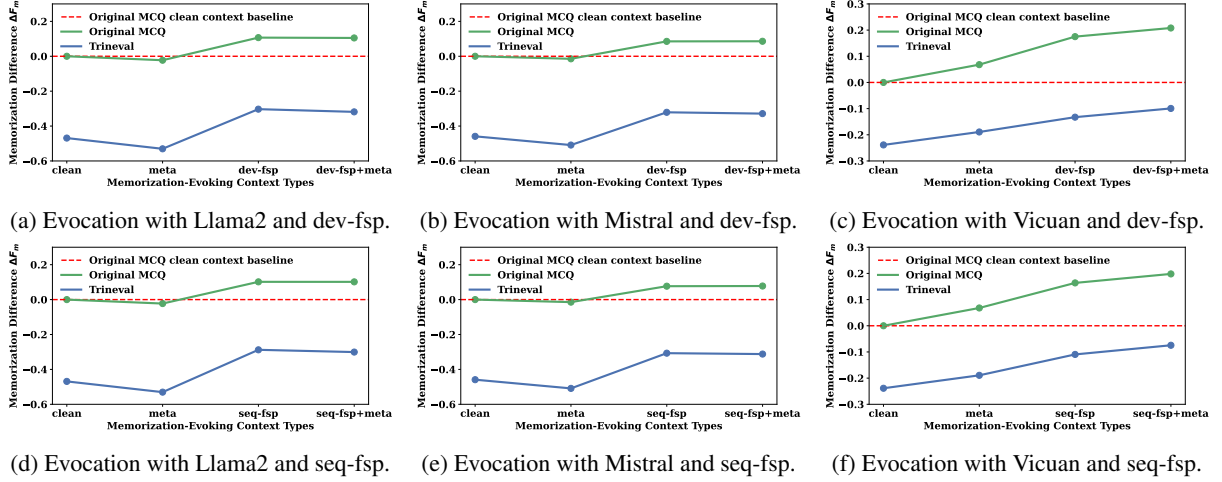 Memorization Difference ΔFm
0.2
0.0
−0.2
−0.4
−0.6
Original MCQ clean context baseline
Original MCQ
Trineval
clean
meta
dev-fsp
dev-fsp+meta
Memorization-Evoking Context Types
(a) Evocation with Llama2 and dev-fsp.
Memorization Difference ΔFm
0.2
0.0
−0.2
−0.4
−0.6
Original MCQ clean context baseline
Original MCQ
Trineval
clean
meta
dev-fsp
dev-fsp+meta
Memorization-Evoking Context Types
(b) Evocation with Mistral and dev-fsp.
Memorization Difference ΔFm
0.3
0.2
0.1
0.0
−0.1
−0.2
−0.3
Original MCQ clean context baseline
Original MCQ
Trineval
clean
meta
dev-fsp
dev-fsp+meta
Memorization-Evoking Context Types
(c) Evocation with Vicuan and dev-fsp.
Memorization Difference ΔFm
0.2
0.0
−0.2
−0.4
−0.6
Original MCQ clean context baseline
Original MCQ
Trineval
clean
meta
seq-fsp
seq-fsp+meta
Memorization-Evoking Context Types
(d) Evocation with Llama2 and seq-fsp.
Memorization Difference ΔFm
0.2
0.0
−0.2
−0.4
−0.6
Original MCQ clean context baseline
Original MCQ
Trineval
clean
meta
seq-fsp
seq-fsp+meta
Memorization-Evoking Context Types
(e) Evocation with Mistral and seq-fsp.
Memorization Difference ΔFm
0.3
0.2
0.1
0.0
−0.1
−0.2
−0.3
Original MCQ clean context baseline
Original MCQ
Trineval
clean
meta
seq-fsp
seq-fsp+meta
Memorization-Evoking Context Types
(f) Evocation with Vicuan and seq-fsp.